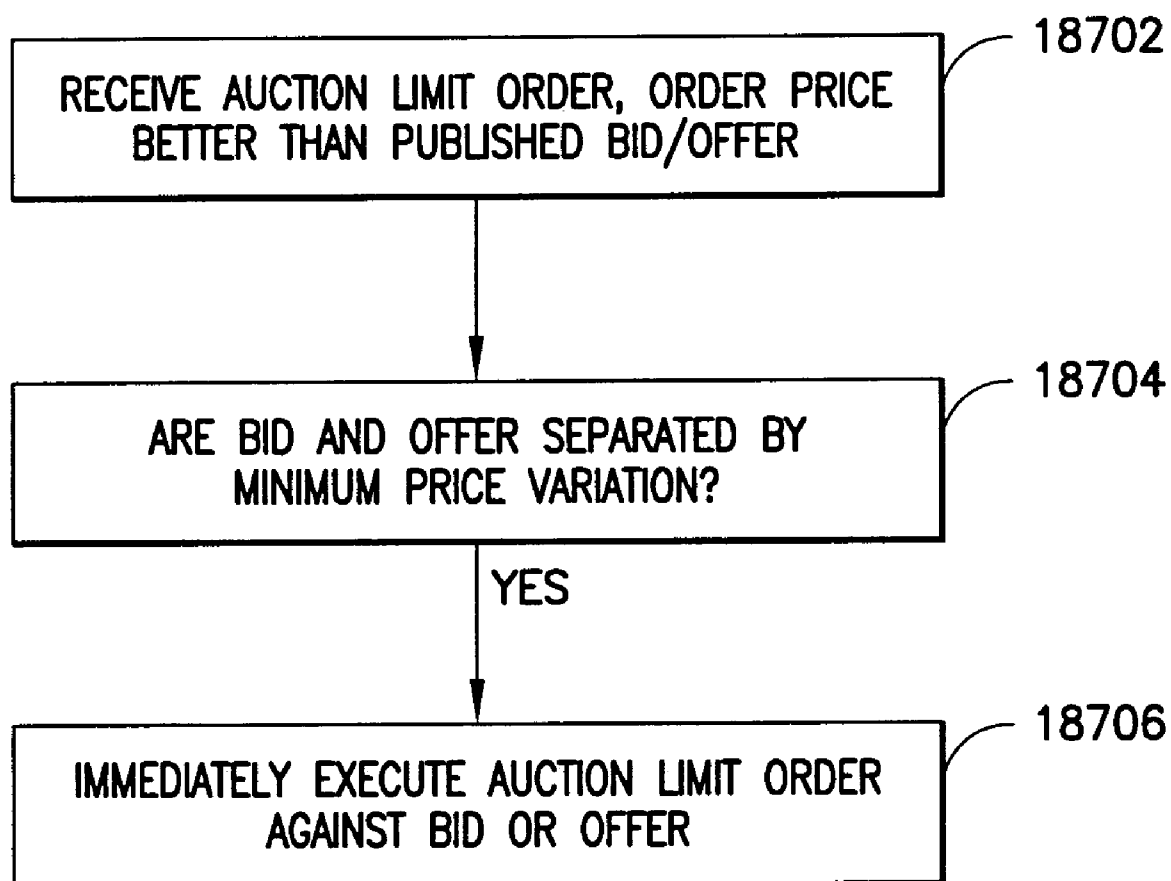 18702
RECEIVE AUCTION LIMIT ORDER, ORDER PRICE
BETTER THAN PUBLISHED BID/OFFER
18704
ARE BID AND OFFER SEPARATED BY
MINIMUM PRICE VARIATION?
YES
18706
IMMEDIATELY EXECUTE AUCTION LIMIT ORDER
AGAINST BID OR OFFER